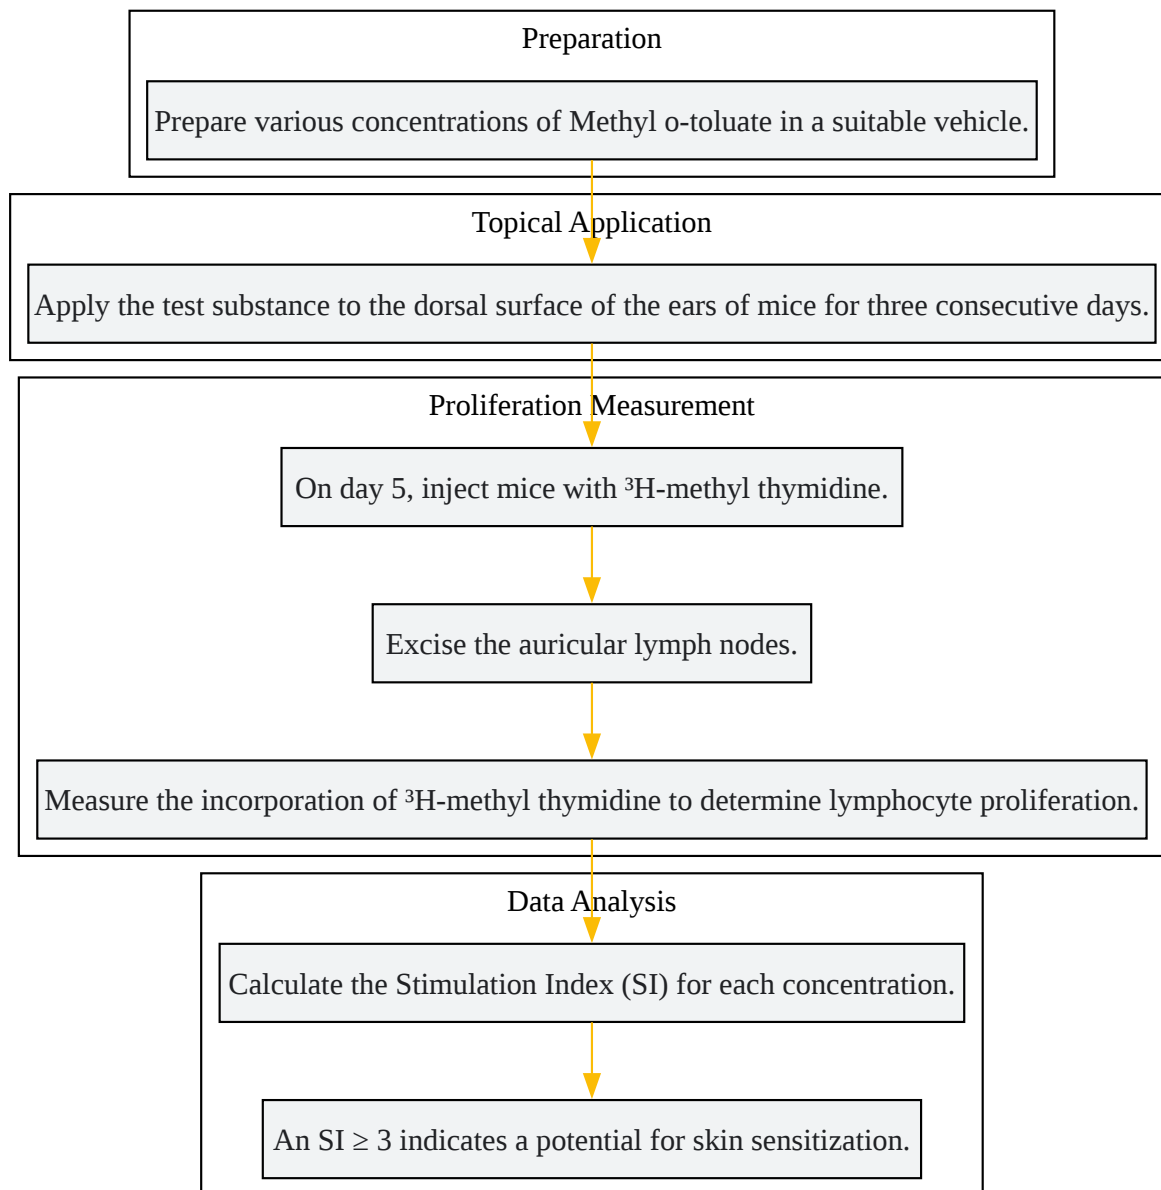 Preparation
Prepare various concentrations of Methyl o-toluate in a suitable vehicle.
Topical Application
Apply the test substance to the dorsal surface of the ears of mice for three consecutive days.
Proliferation Measurement
On day 5, inject mice with ³H-methyl thymidine.
Excise the auricular lymph nodes.
Measure the incorporation of ³H-methyl thymidine to determine lymphocyte proliferation.
Data Analysis
Calculate the Stimulation Index (SI) for each concentration.
An SI ≥ 3 indicates a potential for skin sensitization.